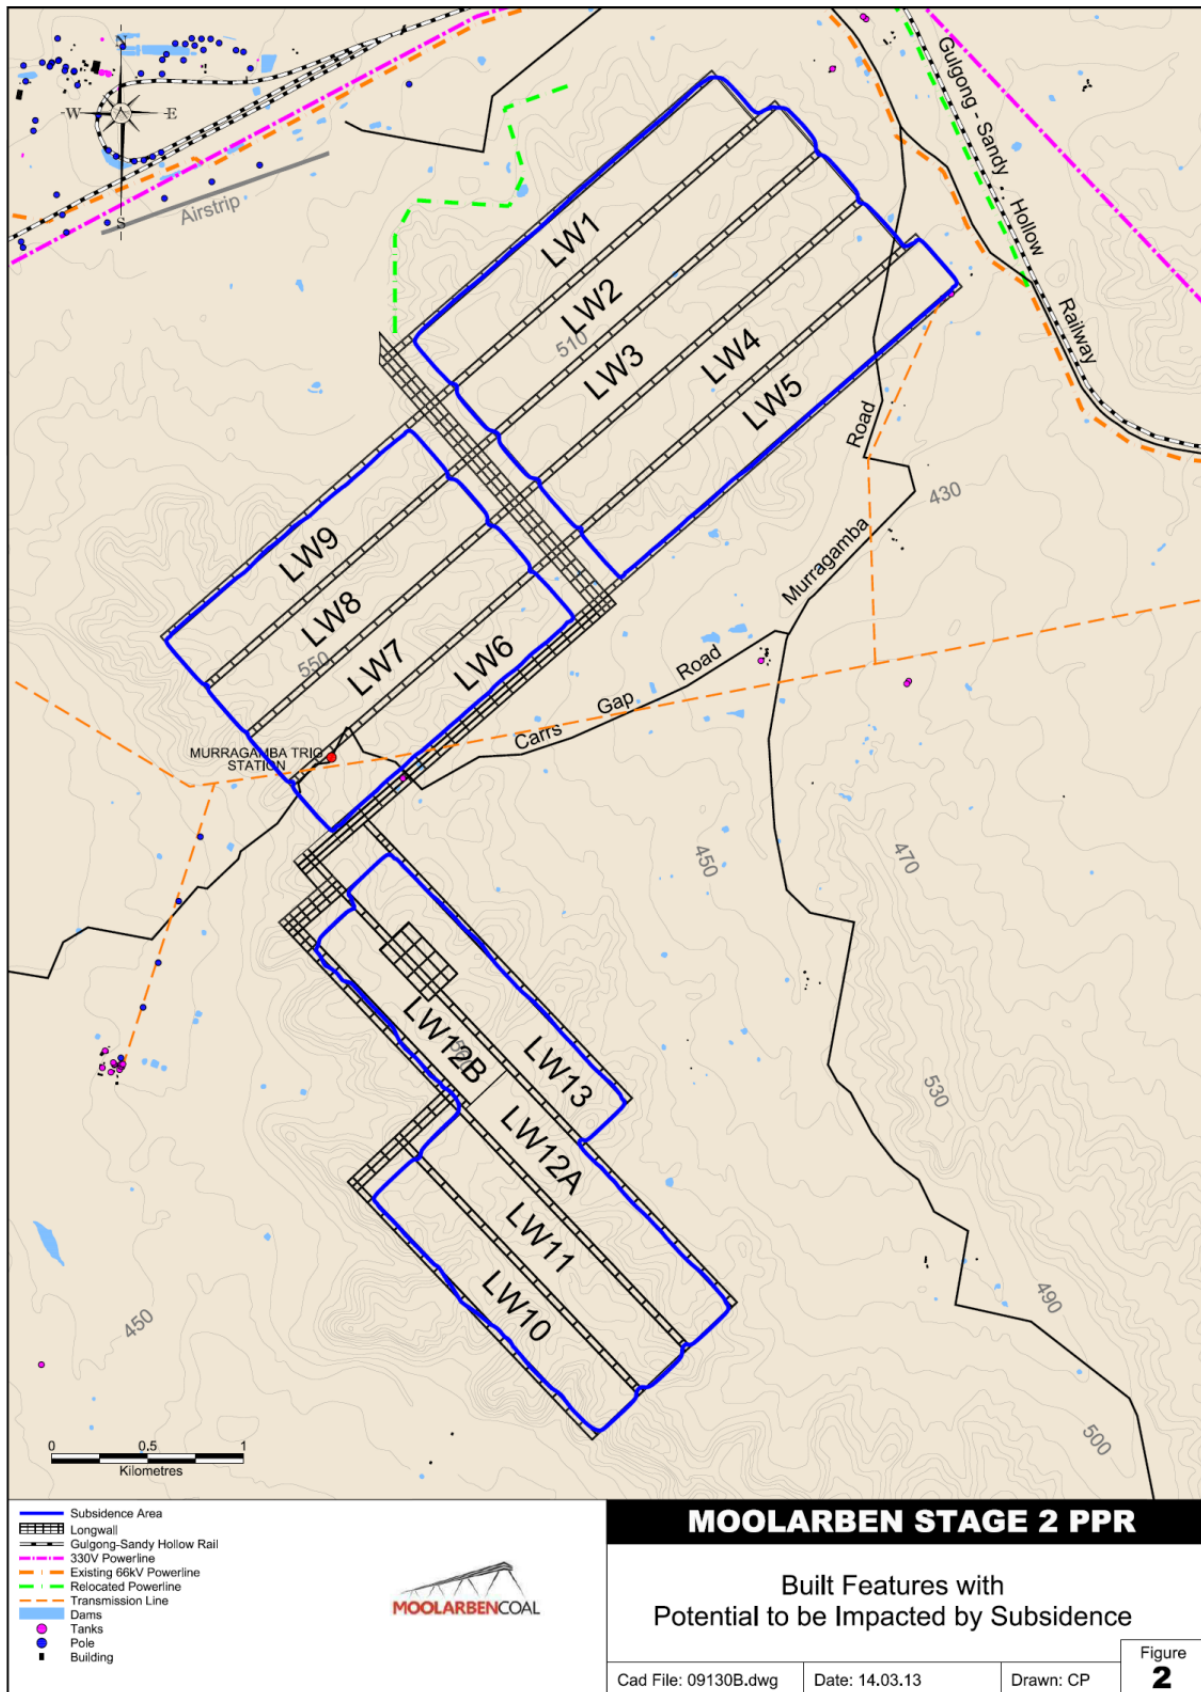 N
W
E
S
Airstrip
Gulgong - Sandy
Hollow
Railway
LW1
LW2
510
LW3
LW4
LW5
Road
430
Murragamba
LW9
LW8
550
LW7
LW6
Road
Gap
Carrs
MURRAGAMBA TRIG
STATION
450
470
LW12B
LW13
530
LW12A
LW11
LW10
490
450
500
0 0.5 1
Kilometres
Subsidence Area
Longwall
Gulgong-Sandy Hollow Rail
330V Powerline
Existing 66kV Powerline
Relocated Powerline
Transmission Line
Dams
Tanks
Pole
Building
MOOLARBENCOAL
MOOLARBEN STAGE 2 PPR
Built Features with
Potential to be Impacted by Subsidence
Cad File: 09130B.dwg
Date: 14.03.13
Drawn: CP
Figure
2